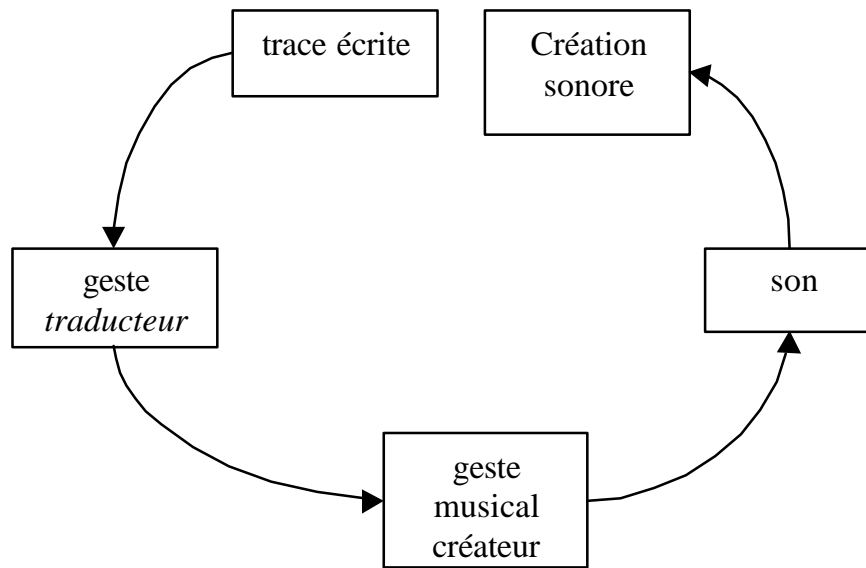 trace écrite
Création
sonore
geste
traducteur
son
geste
musical
créateur